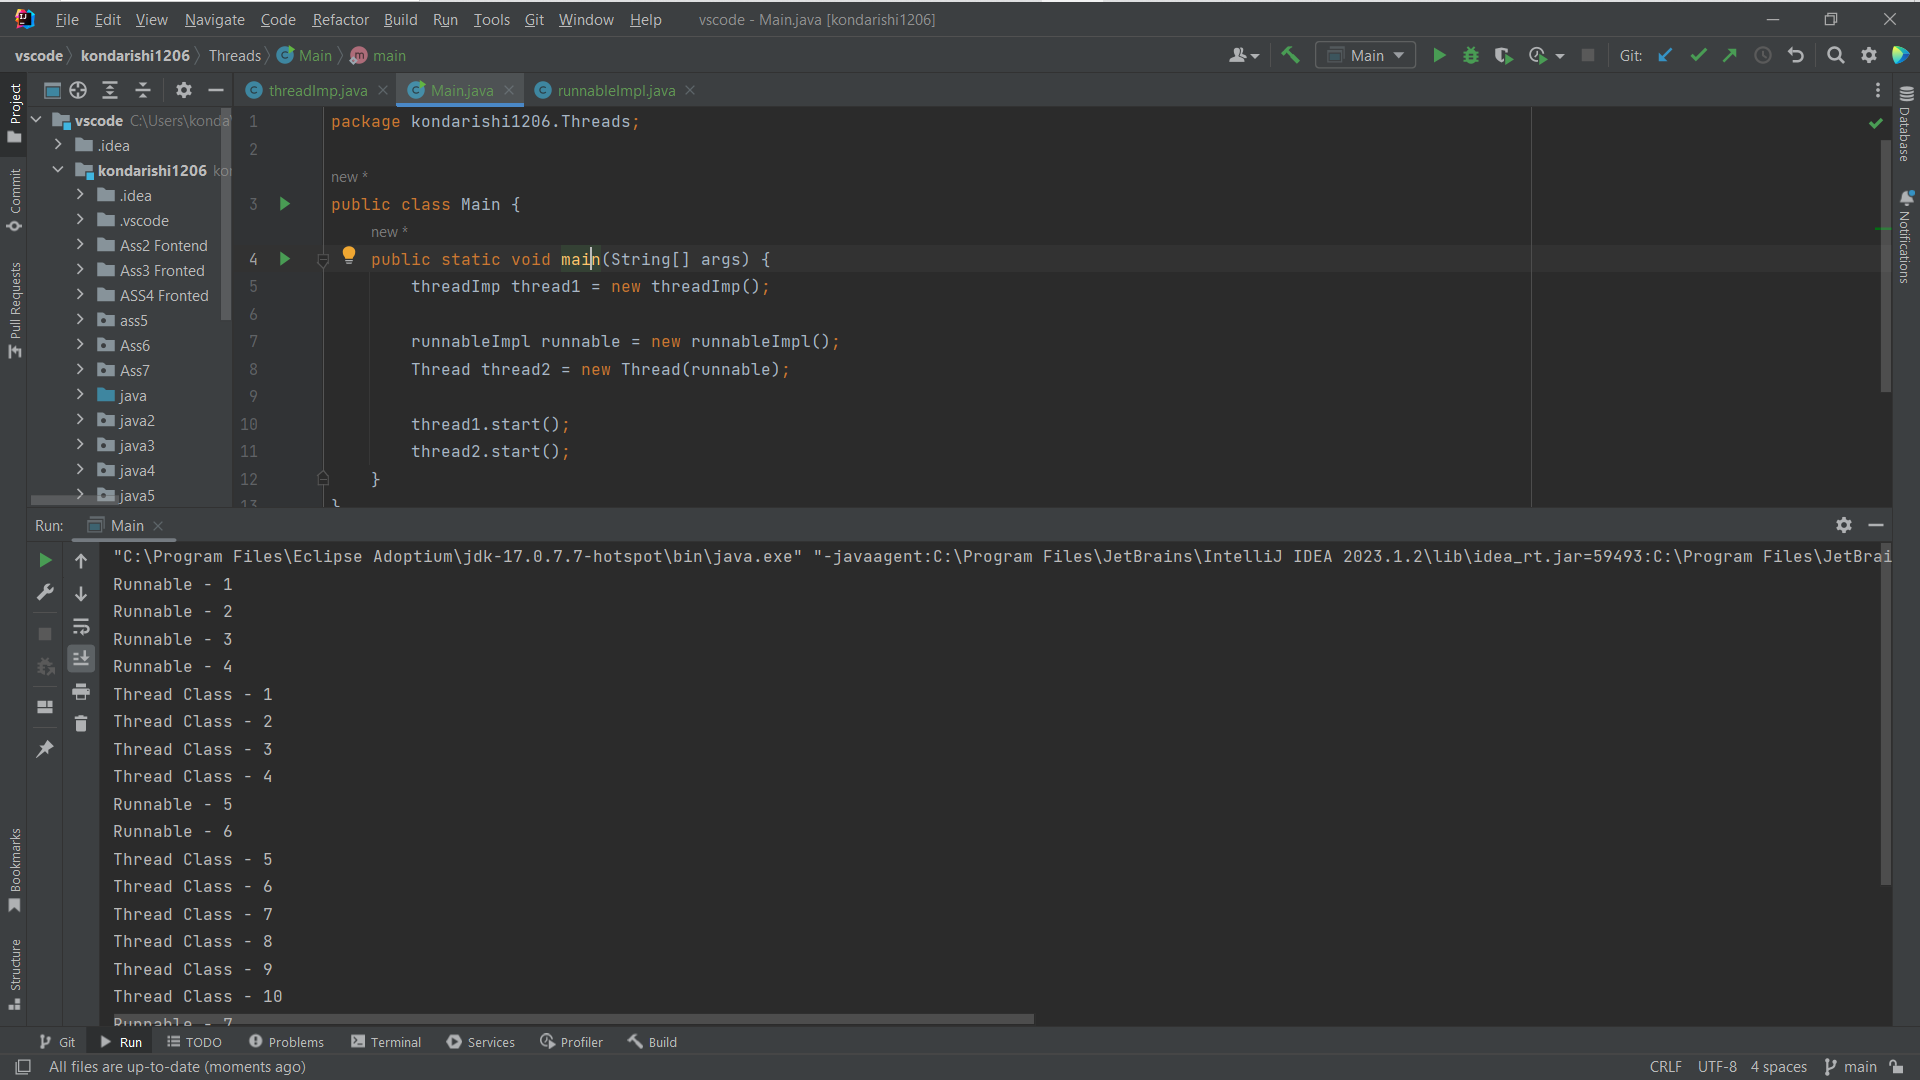 File Edit View Navigate Code Refactor Build Run Tools Git Window Help vscode - Main.java [kondarishi1206]
vscode kondarishi1206 Threads Main main
Main Git:
Project
Commit
Pull Requests
Bookmarks
Structure
vscode C:\Users\konda
.idea
kondarishi1206
.idea
.vscode
Ass2 Fontend
Ass3 Fronted
ASS4 Fronted
ass5
Ass6
Ass7
java
java2
java3
java4
java5
threadImp.java Main.java runnableImpl.java
1 package kondarishi1206.Threads;
2
new *
3 public class Main {
new *
4 public static void main(String[] args) {
5 threadImp thread1 = new threadImp();
6
7 runnableImpl runnable = new runnableImpl();
8 Thread thread2 = new Thread(runnable);
9
10 thread1.start();
11 thread2.start();
12 }
13 }
Database
Notifications
Run: Main
"C:\Program Files\Eclipse Adoptium\jdk-17.0.7.7-hotspot\bin\java.exe" "-javaagent:C:\Program Files\JetBrains\IntelliJ IDEA 2023.1.2\lib\idea_rt.jar=59493:C:\Program Files\JetBrai
Runnable - 1
Runnable - 2
Runnable - 3
Runnable - 4
Thread Class - 1
Thread Class - 2
Thread Class - 3
Thread Class - 4
Runnable - 5
Runnable - 6
Thread Class - 5
Thread Class - 6
Thread Class - 7
Thread Class - 8
Thread Class - 9
Thread Class - 10
Runnable - 7
Git Run TODO Problems Terminal Services Profiler Build
All files are up-to-date (moments ago) CRLF UTF-8 4 spaces main